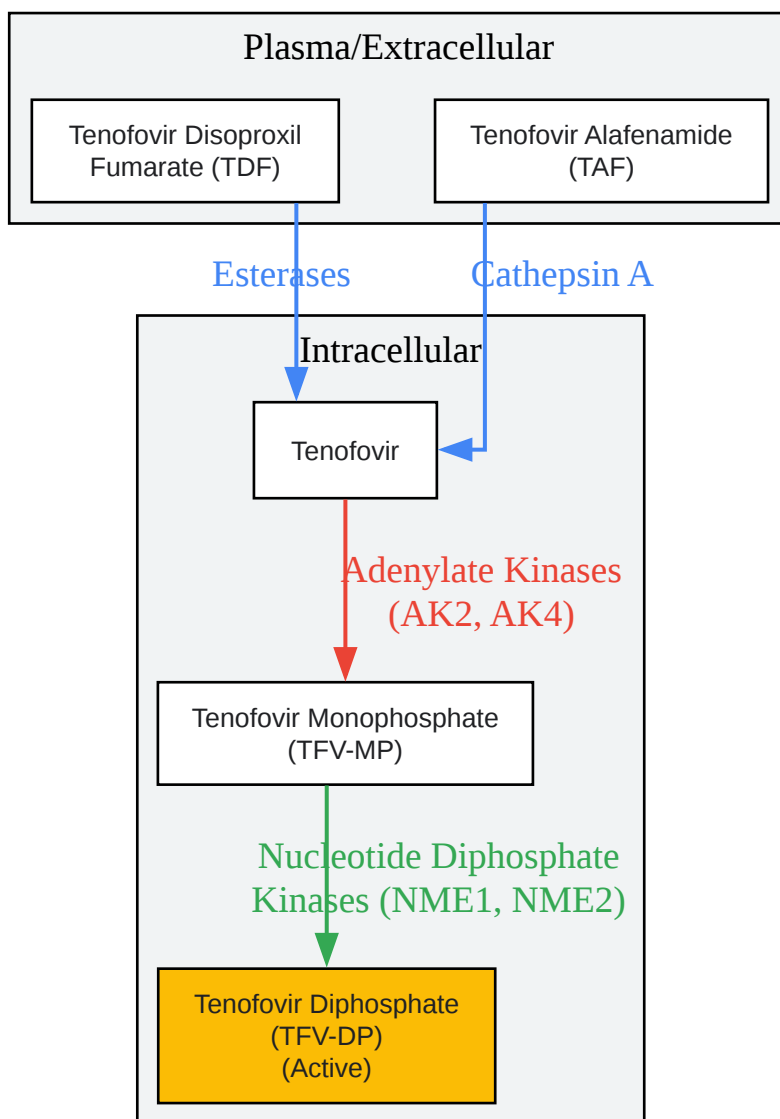 Plasma/Extracellular
Tenofovir Disoproxil
Fumarate (TDF)
Tenofovir Alafenamide
(TAF)
Esterases
Cathepsin A
Intracellular
Tenofovir
Adenylate Kinases
(AK2, AK4)
Tenofovir Monophosphate
(TFV-MP)
Nucleotide Diphosphate
Kinases (NME1, NME2)
Tenofovir Diphosphate
(TFV-DP)
(Active)